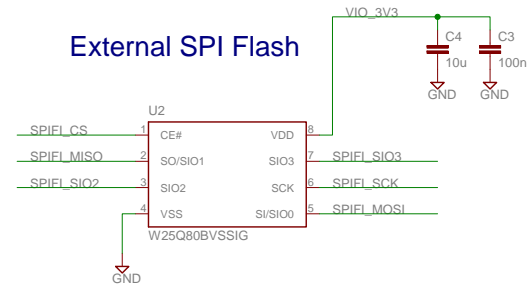 VIO_3V3
External SPI Flash
C4
C3
10u
100n
GND
GND
U2
SPIFI_CS 1 CE# VDD 8
SPIFI_MISO 2 SO/SIO1 SIO3 7 SPIFI_SIO3
SPIFI_SIO2 3 SIO2 SCK 6 SPIFI_SCK
4 VSS SI/SIO0 5 SPIFI_MOSI
W25Q80BVSSIG
GND